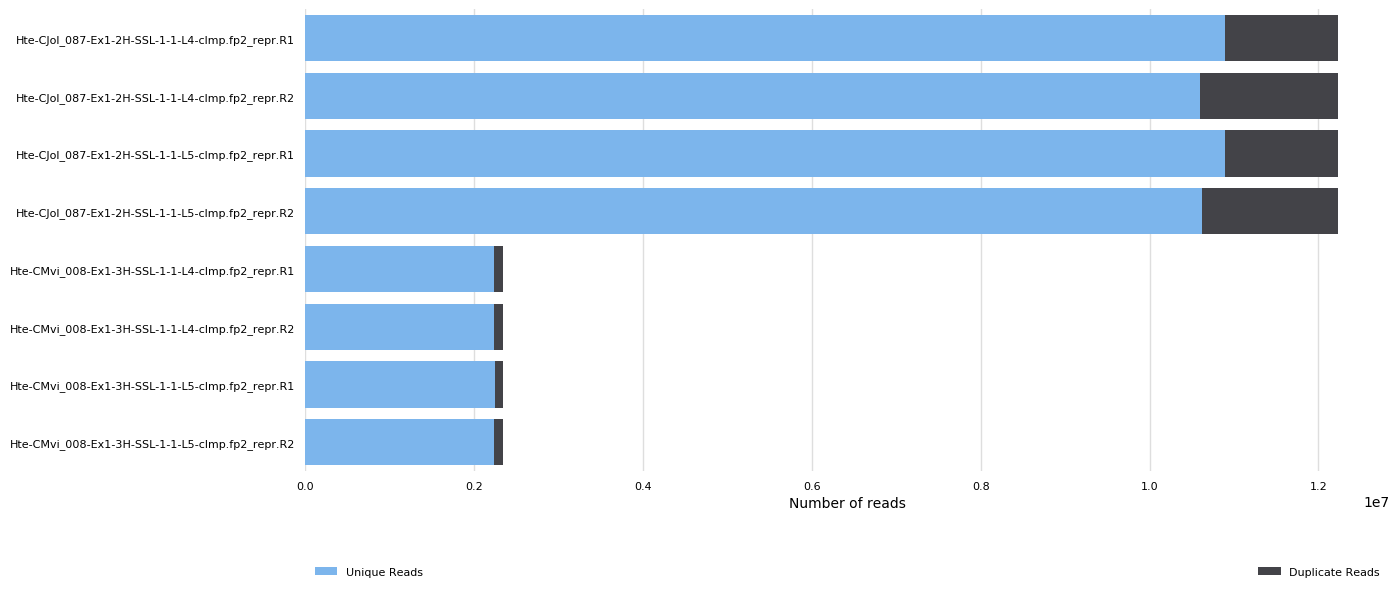 Hte-CJol_087-Ex1-2H-SSL-1-1-L4-clmp.fp2_repr.R1
Hte-CJol_087-Ex1-2H-SSL-1-1-L4-clmp.fp2_repr.R2
Hte-CJol_087-Ex1-2H-SSL-1-1-L5-clmp.fp2_repr.R1
Hte-CJol_087-Ex1-2H-SSL-1-1-L5-clmp.fp2_repr.R2
Hte-CMvi_008-Ex1-3H-SSL-1-1-L4-clmp.fp2_repr.R1
Hte-CMvi_008-Ex1-3H-SSL-1-1-L4-clmp.fp2_repr.R2
Hte-CMvi_008-Ex1-3H-SSL-1-1-L5-clmp.fp2_repr.R1
Hte-CMvi_008-Ex1-3H-SSL-1-1-L5-clmp.fp2_repr.R2
0.0 0.2 0.4 0.6 0.8 1.0 1.2
Number of reads 1e7
Unique Reads Duplicate Reads